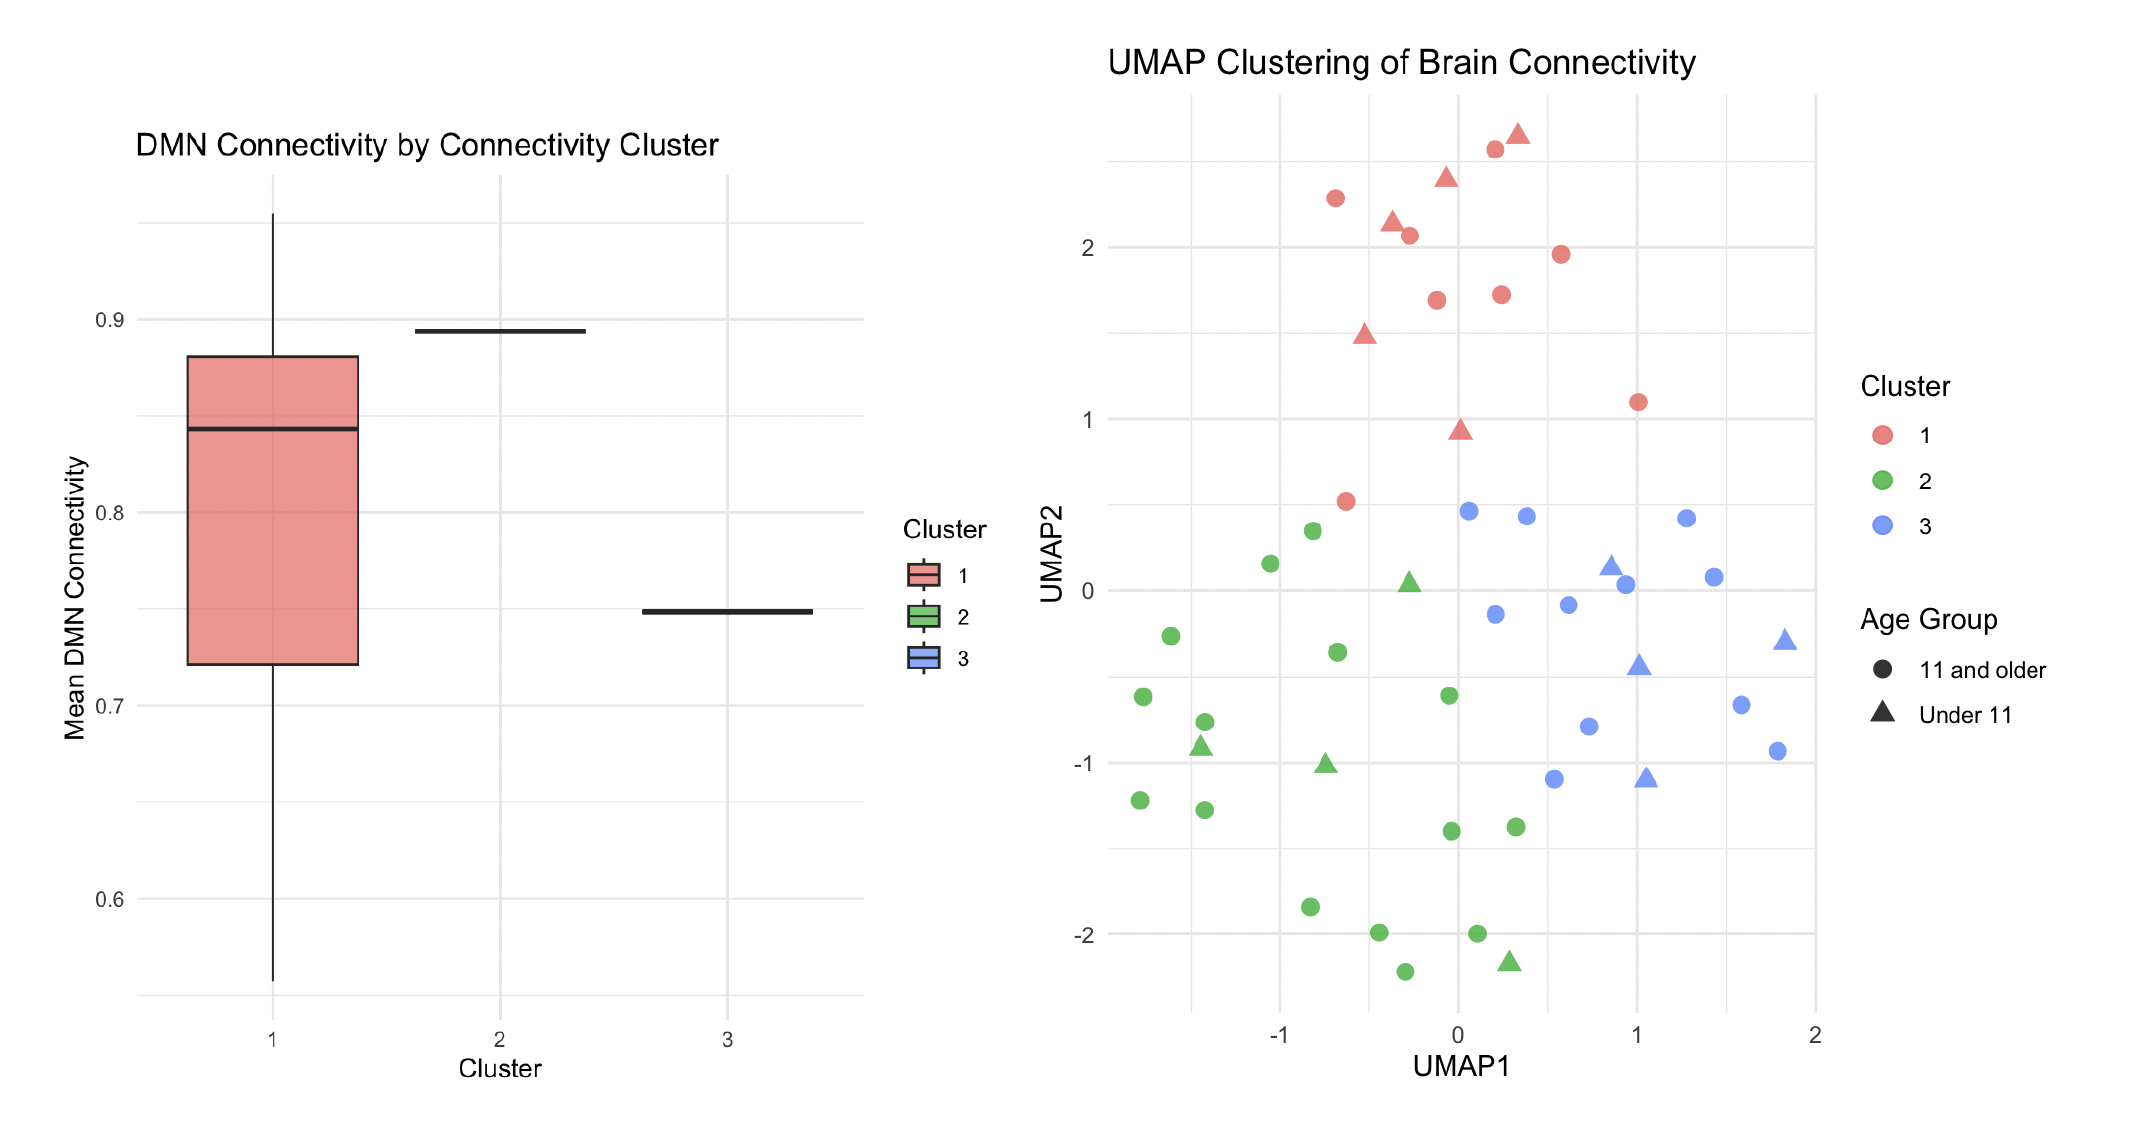 DMN Connectivity by Connectivity Cluster
Mean DMN Connectivity
0.9
0.8
0.7
0.6
1
2
3
Cluster
Cluster
1
2
3
UMAP Clustering of Brain Connectivity
UMAP2
2
1
0
-1
-2
-1
0
1
2
UMAP1
Cluster
1
2
3
Age Group
11 and older
Under 11